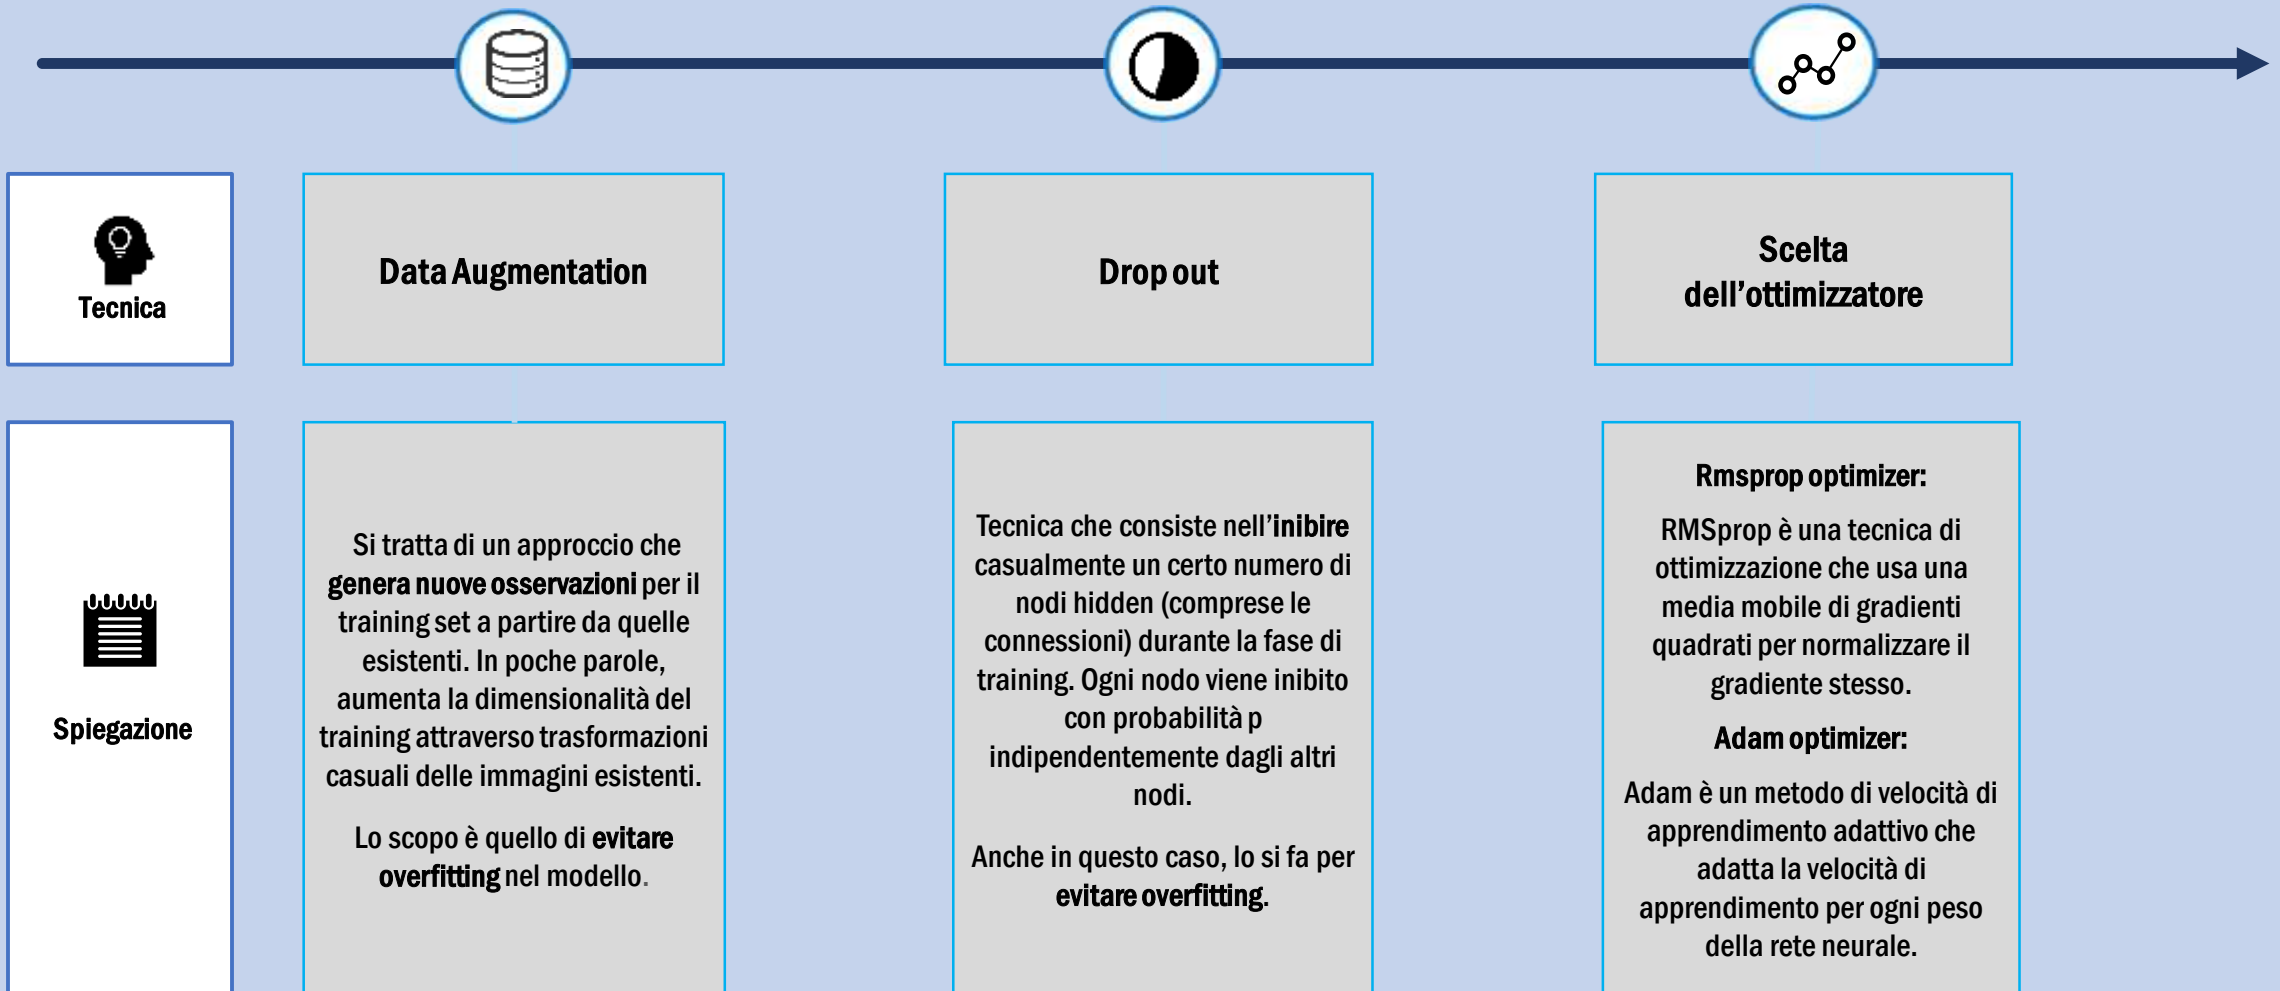 Tecnica
Data Augmentation
Drop out
Scelta
dell’ottimizzatore
Spiegazione
Si tratta di un approccio che
genera nuove osservazioni per il
training set a partire da quelle
esistenti. In poche parole,
aumenta la dimensionalità del
training attraverso trasformazioni
casuali delle immagini esistenti.
Lo scopo è quello di evitare
overfitting nel modello.
Tecnica che consiste nell’inibire
casualmente un certo numero di
nodi hidden (comprese le
connessioni) durante la fase di
training. Ogni nodo viene inibito
con probabilità p
indipendentemente dagli altri
nodi.
Anche in questo caso, lo si fa per
evitare overfitting.
Rmsprop optimizer:
RMSprop è una tecnica di
ottimizzazione che usa una
media mobile di gradienti
quadrati per normalizzare il
gradiente stesso.
Adam optimizer:
Adam è un metodo di velocità di
apprendimento adattivo che
adatta la velocità di
apprendimento per ogni peso
della rete neurale.